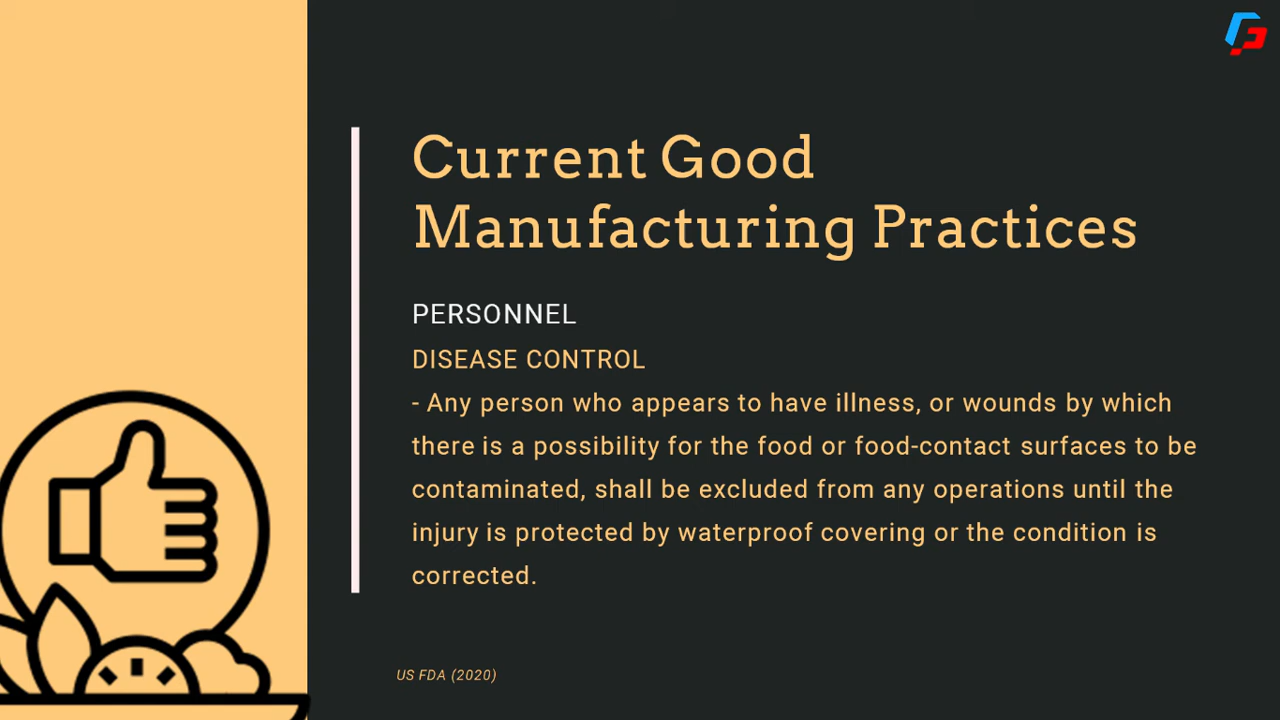 Current Good
Manufacturing Practices
PERSONNEL
DISEASE CONTROL
- Any person who appears to have illness, or wounds by which
there is a possibility for the food or food-contact surfaces to be
contaminated, shall be excluded from any operations until the
injury is protected by waterproof covering or the condition is
corrected.
US FDA (2020)